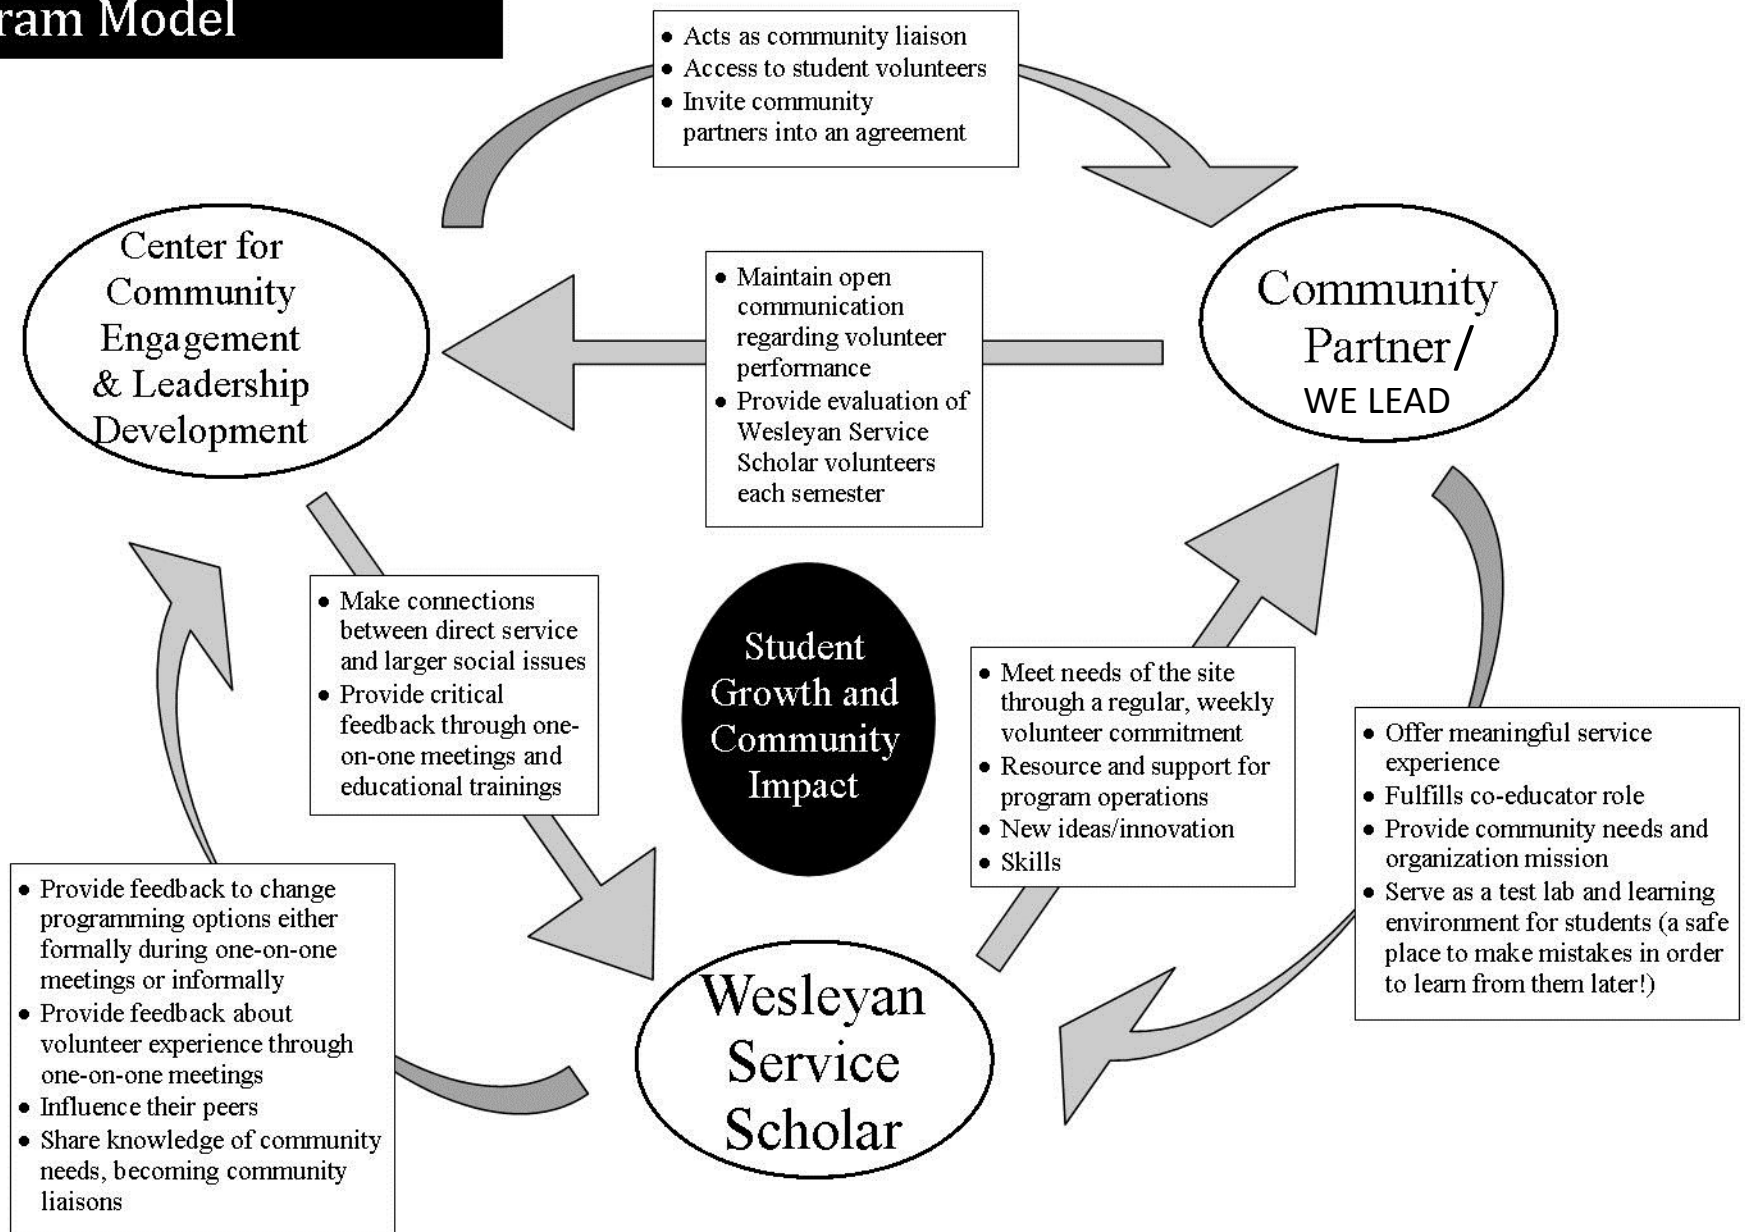 ram Model
• Acts as community liaison
• Access to student volunteers
• Invite community
partners into an agreement
Center for
Community
Engagement
& Leadership
Development
• Maintain open
communication
regarding volunteer
performance
• Provide evaluation of
Wesleyan Service
Scholar volunteers
each semester
Community
Partner/
WE LEAD
• Make connections
between direct service
and larger social issues
• Provide critical
feedback through one-
on-one meetings and
educational trainings
Student
Growth and
Community
Impact
• Meet needs of the site
through a regular, weekly
volunteer commitment
• Resource and support for
program operations
• New ideas/innovation
• Skills
• Offer meaningful service
experience
• Fulfills co-educator role
• Provide community needs and
organization mission
• Serve as a test lab and learning
environment for students (a safe
place to make mistakes in order
to learn from them later!)
• Provide feedback to change
programming options either
formally during one-on-one
meetings or informally
• Provide feedback about
volunteer experience through
one-on-one meetings
• Influence their peers
• Share knowledge of community
needs, becoming community
liaisons
Wesleyan
Service
Scholar